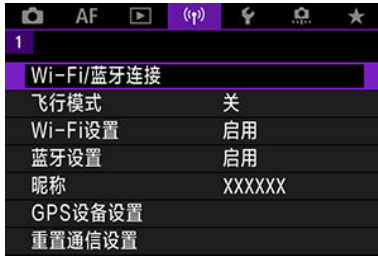 AF
1
Wi-Fi/蓝牙连接
飞行模式 关
Wi-Fi设置 启用
蓝牙设置 启用
昵称 XXXXXX
GPS设备设置
重置通信设置